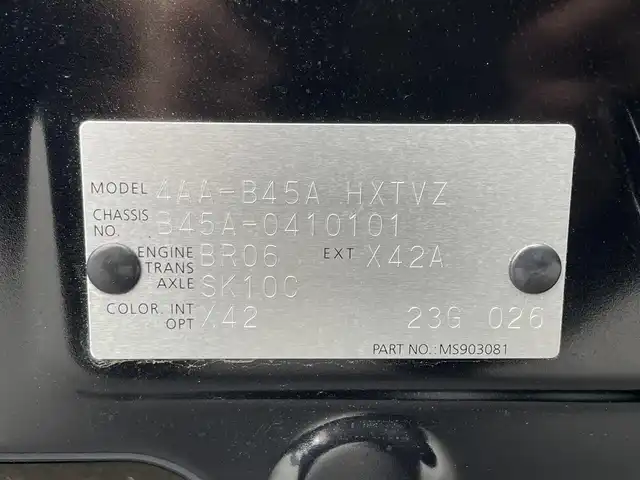 MODEL 4AA-B45A HXTVZ
CHASSIS NO. B45A-0410101
ENGINE BR06 EXT X42A
TRANS AXLE SK10C
COLOR. INT X42 23G 026
OPT
PART NO.: MS903081